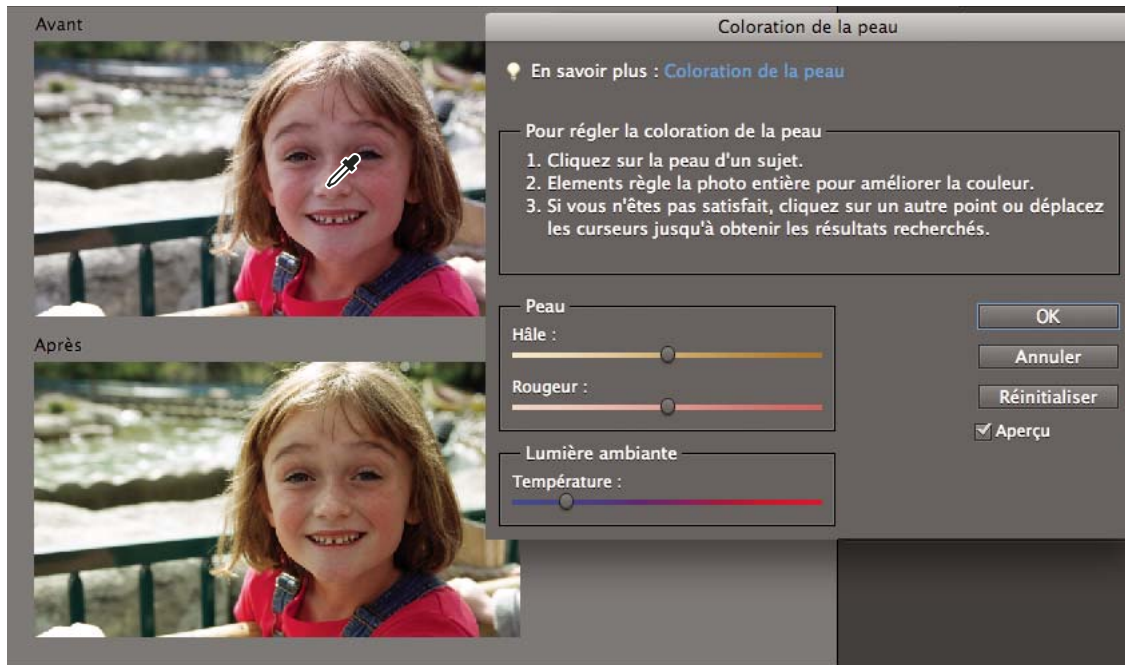 Avant
Après
Coloration de la peau
En savoir plus : Coloration de la peau
Pour régler la coloration de la peau
1. Cliquez sur la peau d'un sujet.
2. Elements règle la photo entière pour améliorer la couleur.
3. Si vous n'êtes pas satisfait, cliquez sur un autre point ou déplacez
les curseurs jusqu'à obtenir les résultats recherchés.
Peau
Hâle :
Rougeur :
Lumière ambiante
Température :
OK
Annuler
Réinitialiser
Aperçu